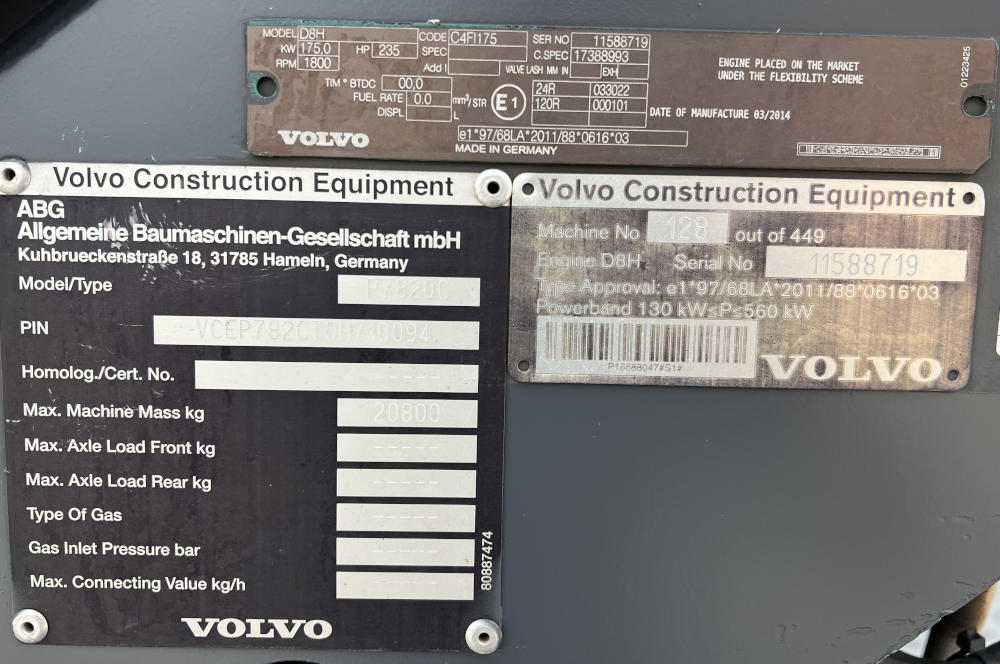 MODEL D8H CODE C4FI175 SER NO 11588719
KW 175.0 HP 235 SPEC C.SPEC 17388993
RPM 1800 Add I VALVE LASH MM IN EXH
TIM ° BTDC 00,0 24R 033022
FUEL RATE 0.0 mm³/STR E1 120R 000101
DISPL L
ENGINE PLACED ON THE MARKET
UNDER THE FLEXIBILITY SCHEME
DATE OF MANUFACTURE 03/2014
01223425
VOLVO
e1*97/68LA*2011/88*0616*03
MADE IN GERMANY
Volvo Construction Equipment
ABG
Allgemeine Baumaschinen-Gesellschaft mbH
Kuhbrueckenstraße 18, 31785 Hameln, Germany
Model/Type P7820C
PIN
Homolog./Cert. No.
Max. Machine Mass kg 20800
Max. Axle Load Front kg -----
Max. Axle Load Rear kg -----
Type Of Gas -----
Gas Inlet Pressure bar -----
Max. Connecting Value kg/h -----
80887474
VOLVO
Volvo Construction Equipment
Machine No 128 out of 449
Engine D8H Serial No 11588719
Type Approval: e1*97/68LA*2011/88*0616*03
Powerband 130 kW≤P≤560 kW
P16688047#S1#
VOLVO